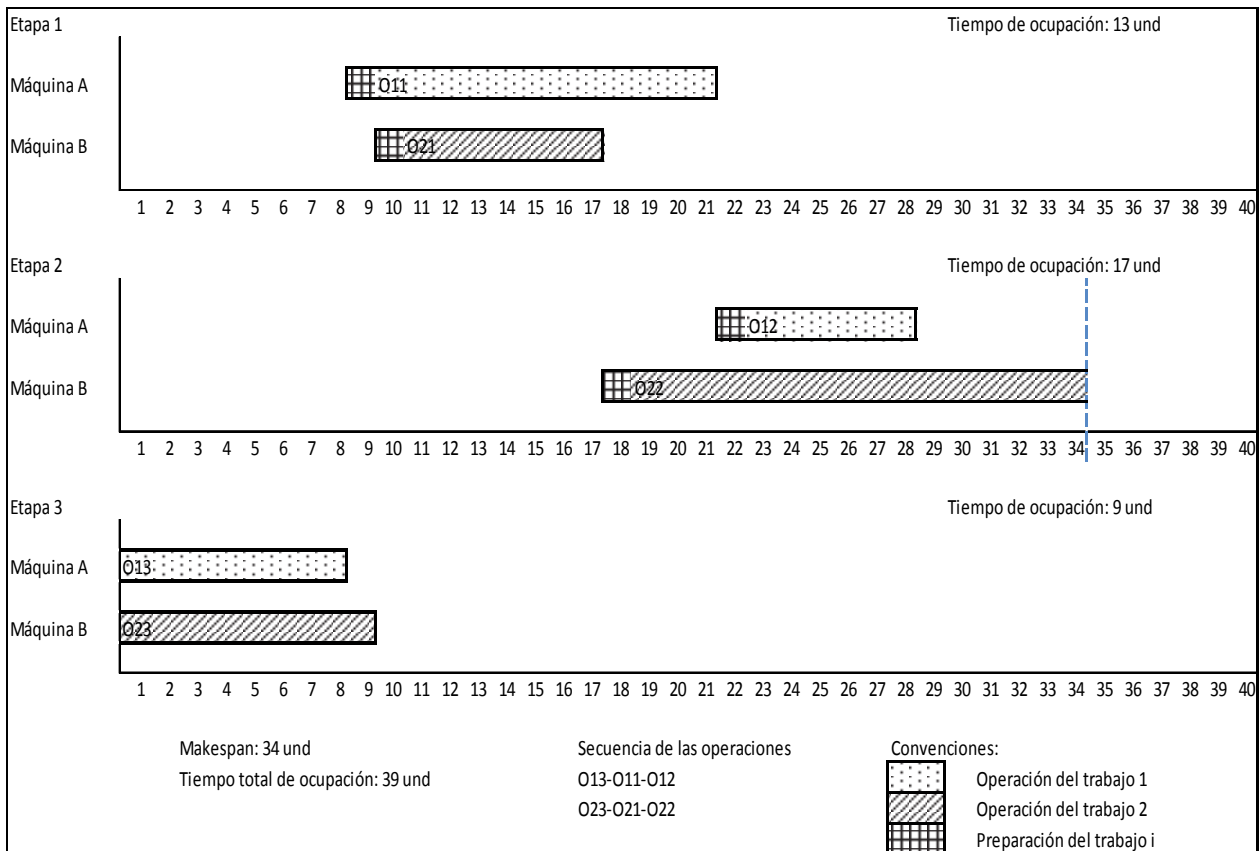 Etapa 1 Tiempo de ocupación: 13 und
Máquina A O11
Máquina B O21
1 2 3 4 5 6 7 8 9 10 11 12 13 14 15 16 17 18 19 20 21 22 23 24 25 26 27 28 29 30 31 32 33 34 35 36 37 38 39 40
Etapa 2 Tiempo de ocupación: 17 und
Máquina A O12
Máquina B O22
1 2 3 4 5 6 7 8 9 10 11 12 13 14 15 16 17 18 19 20 21 22 23 24 25 26 27 28 29 30 31 32 33 34 35 36 37 38 39 40
Etapa 3 Tiempo de ocupación: 9 und
Máquina A O13
Máquina B O23
1 2 3 4 5 6 7 8 9 10 11 12 13 14 15 16 17 18 19 20 21 22 23 24 25 26 27 28 29 30 31 32 33 34 35 36 37 38 39 40
Makespan: 34 und Secuencia de las operaciones Convenciones:
Tiempo total de ocupación: 39 und O13-O11-O12 Operación del trabajo 1
O23-O21-O22 Operación del trabajo 2
Preparación del trabajo i